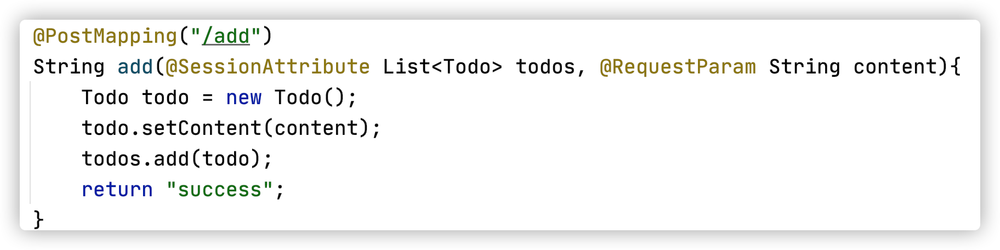 @PostMapping("/add")
String add(@SessionAttribute List<Todo> todos, @RequestParam String content){
    Todo todo = new Todo();
    todo.setContent(content);
    todos.add(todo);
    return "success";
}